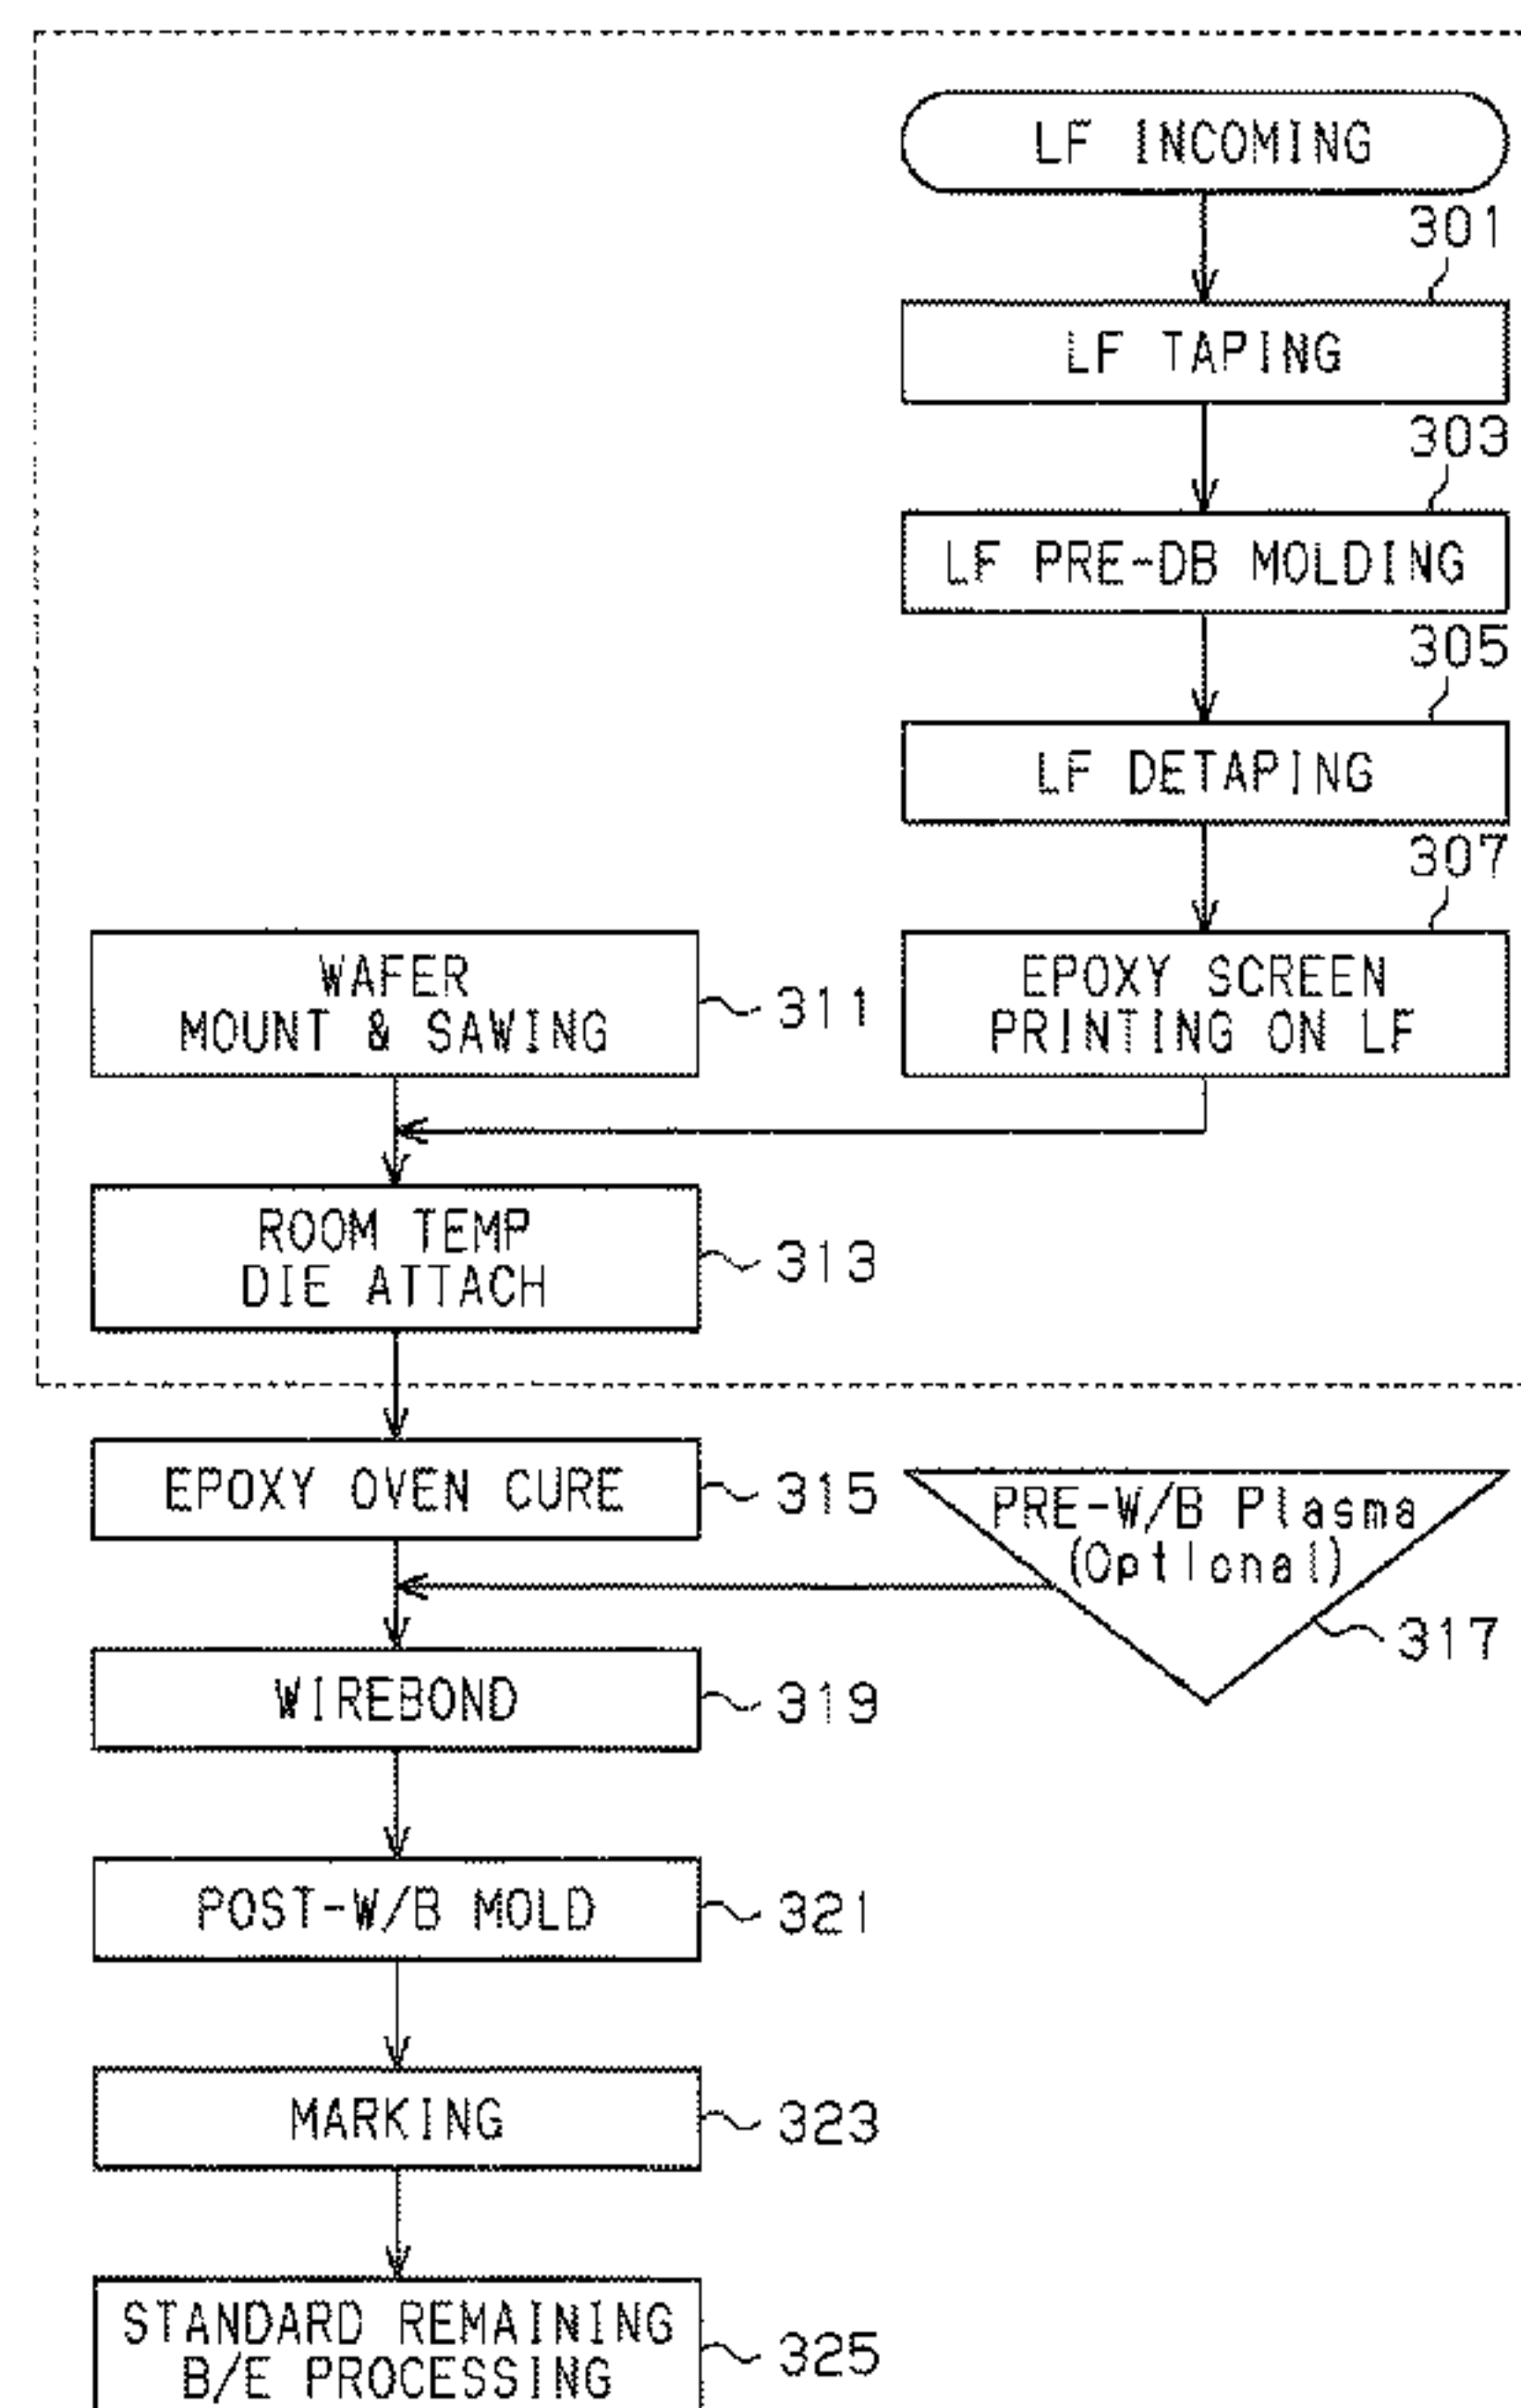 LF INCOMING
301
LF TAPING
303
LF PRE-DB MOLDING
305
LF DETAPING
307
WAFER
MOUNT & SAWING
311
EPOXY SCREEN
PRINTING ON LF
ROOM TEMP
DIE ATTACH
313
EPOXY OVEN CURE
315
PRE-W/B Plasma
(Optional)
317
WIREBOND
319
POST-W/B MOLD
321
MARKING
323
STANDARD REMAINING
B/E PROCESSING
325